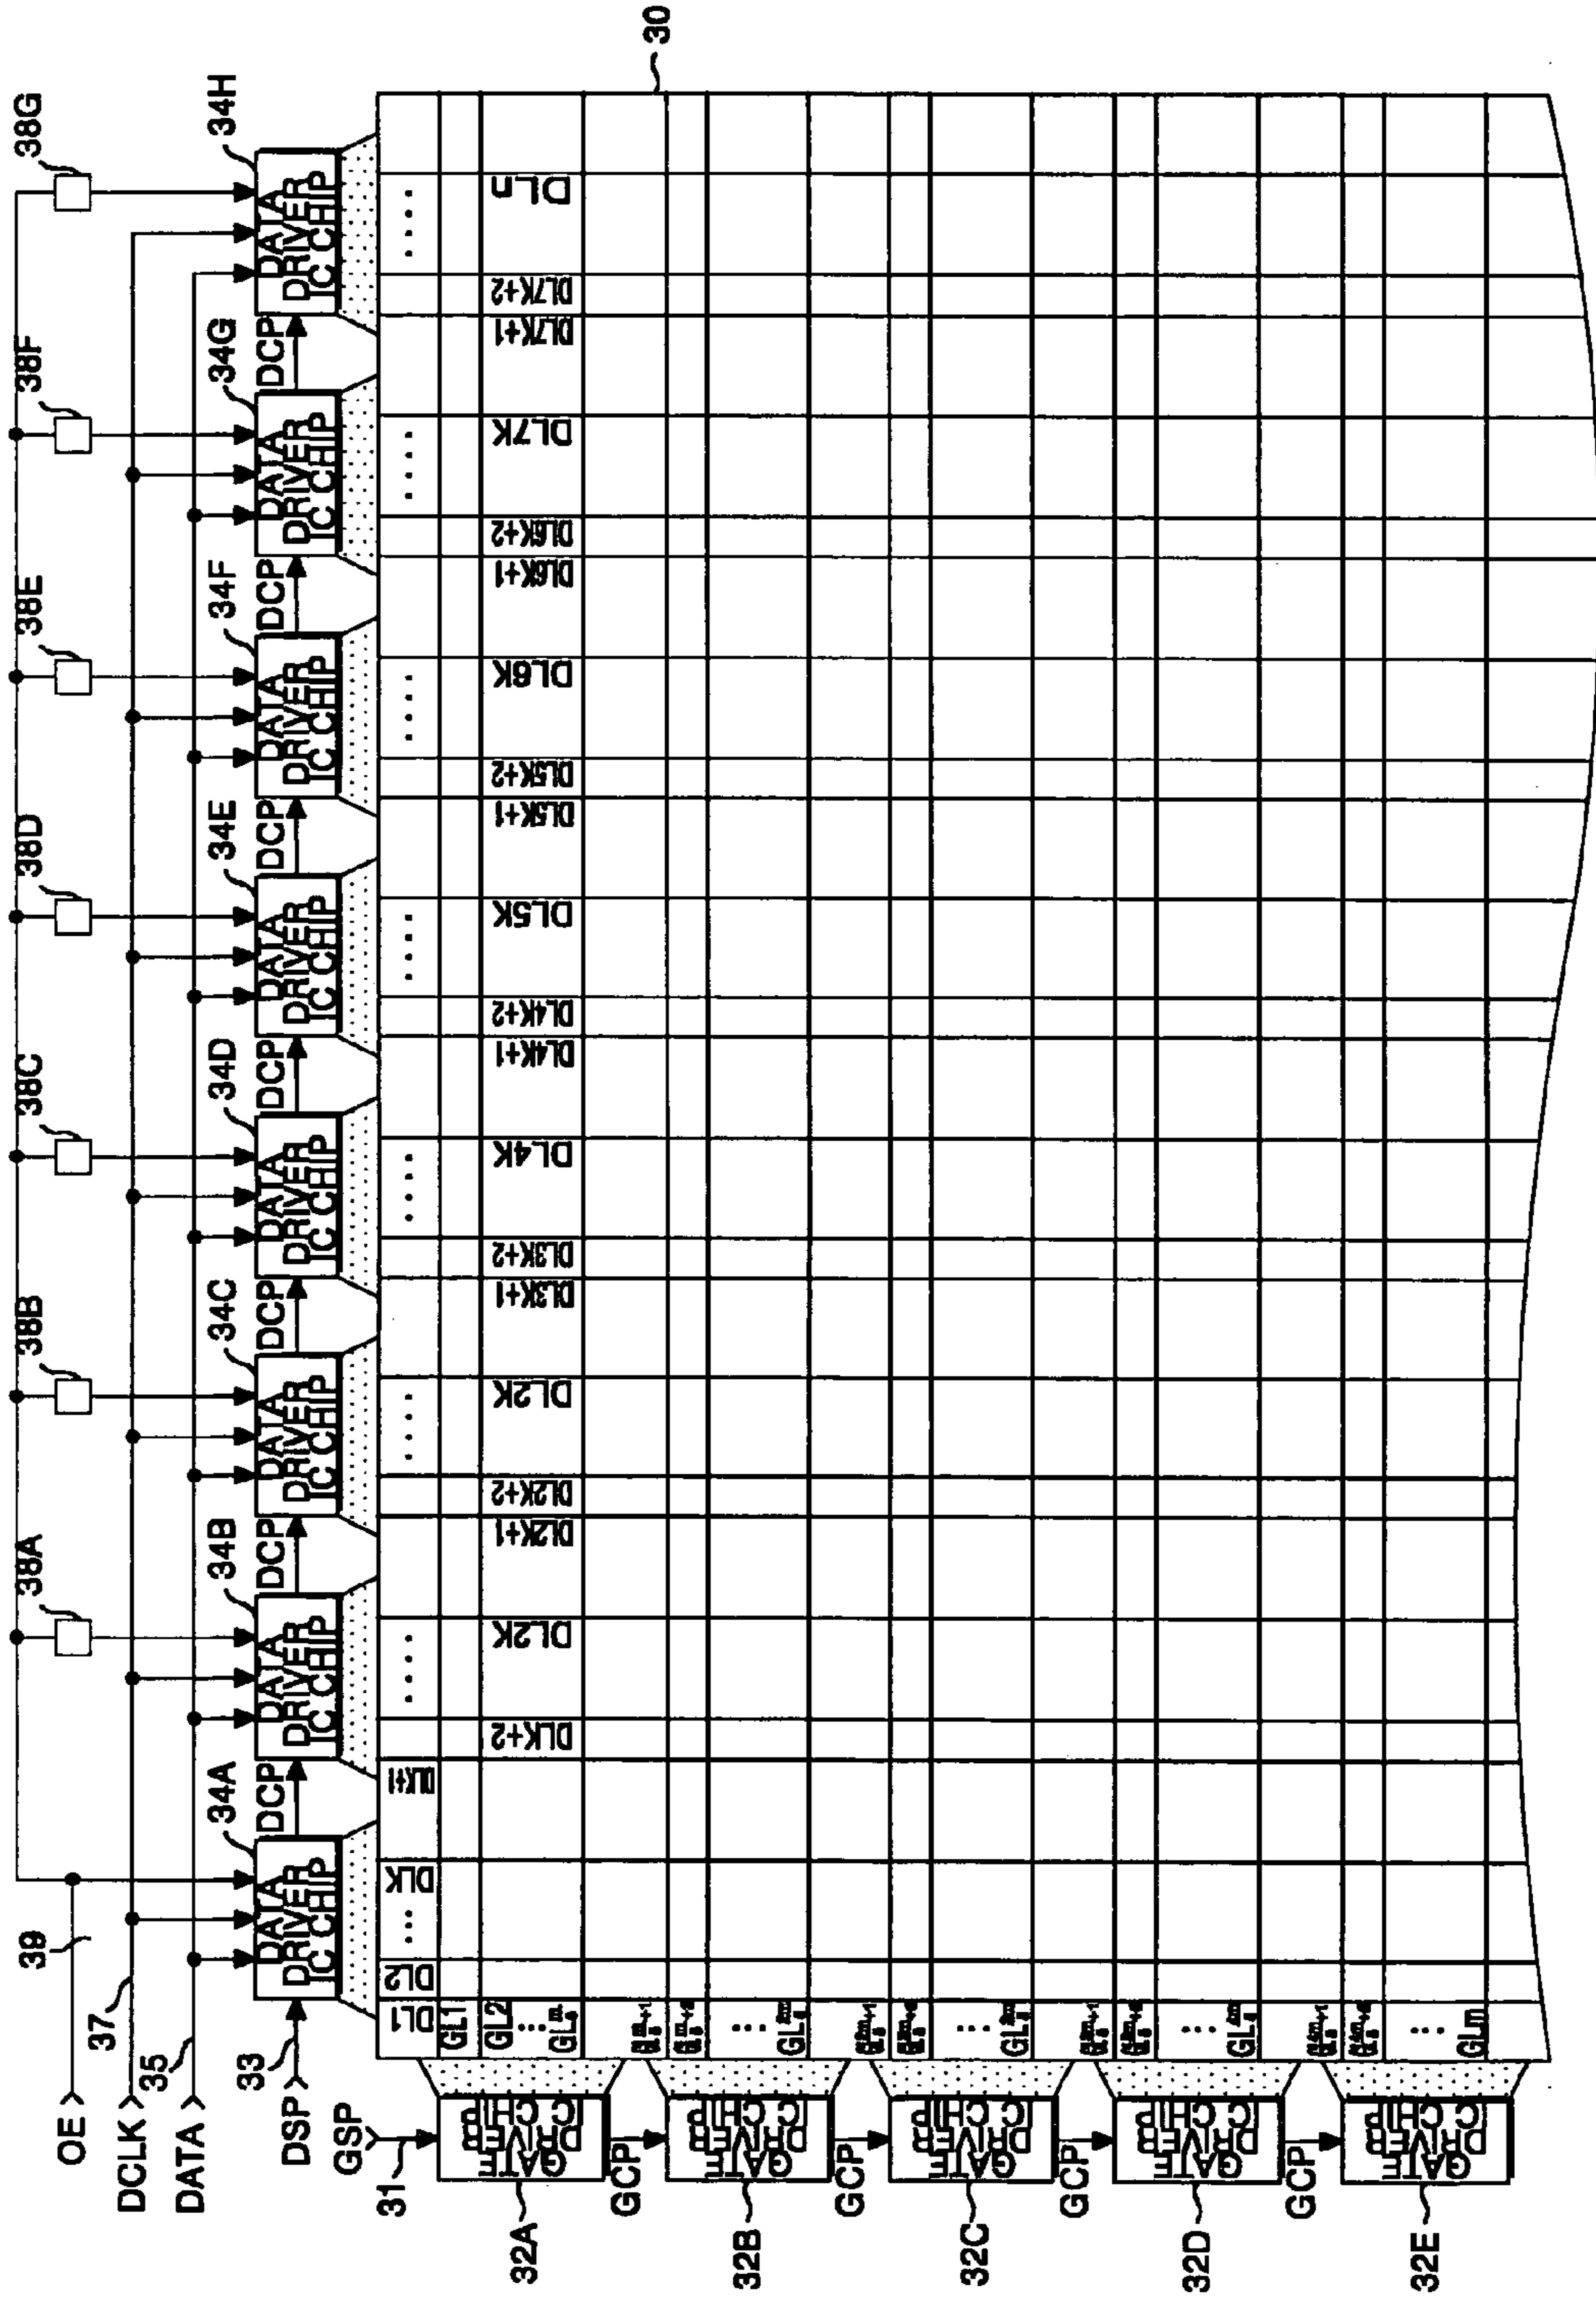 39 38A 38B 38C 38D 38E 38F 38G
OE
37
DCLK
35
DATA
34A 34B 34C 34D 34E 34F 34G 34H
33
DSP
DATA DRIVER IC CHIP
DCP
DATA DRIVER IC CHIP
DCP
DATA DRIVER IC CHIP
DCP
DATA DRIVER IC CHIP
DCP
DATA DRIVER IC CHIP
DCP
DATA DRIVER IC CHIP
DCP
DATA DRIVER IC CHIP
DCP
DATA DRIVER IC CHIP
GSP
31
DL1 DL2 ... DLK DLK+1 .... .... .... .... .... .... ....
DLK+2 DL2K DL2K+1 DL2K+2 DL2K DL3K+1 DL3K+2 DL4K DL4K+1 DL4K+2 DL5K DL5K+1 DL5K+2 DL6K DL6K+1 DL6K+2 DL7K DL7K+1 DL7K+2 DLn
32A
GATE DRIVER IC CHIP
GL1
GL2
...
GCP
32B
GATE DRIVER IC CHIP
...
30
GCP
32C
GATE DRIVER IC CHIP
...
GCP
32D
GATE DRIVER IC CHIP
...
GCP
32E
GATE DRIVER IC CHIP
...
GLm